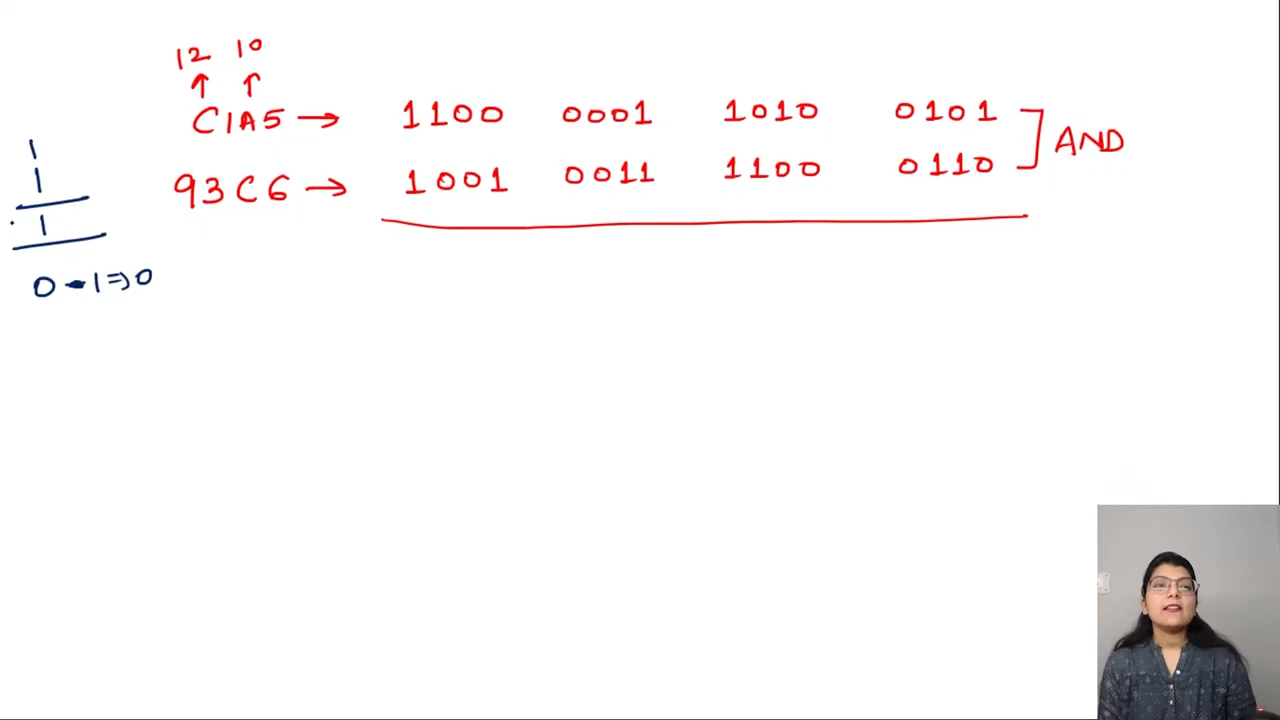 12 10
↑ ↑
C1A5 → 1100 0001 1010 0101
AND
93C6 → 1001 0011 1100 0110
1
1
1
0 - 1 => 0